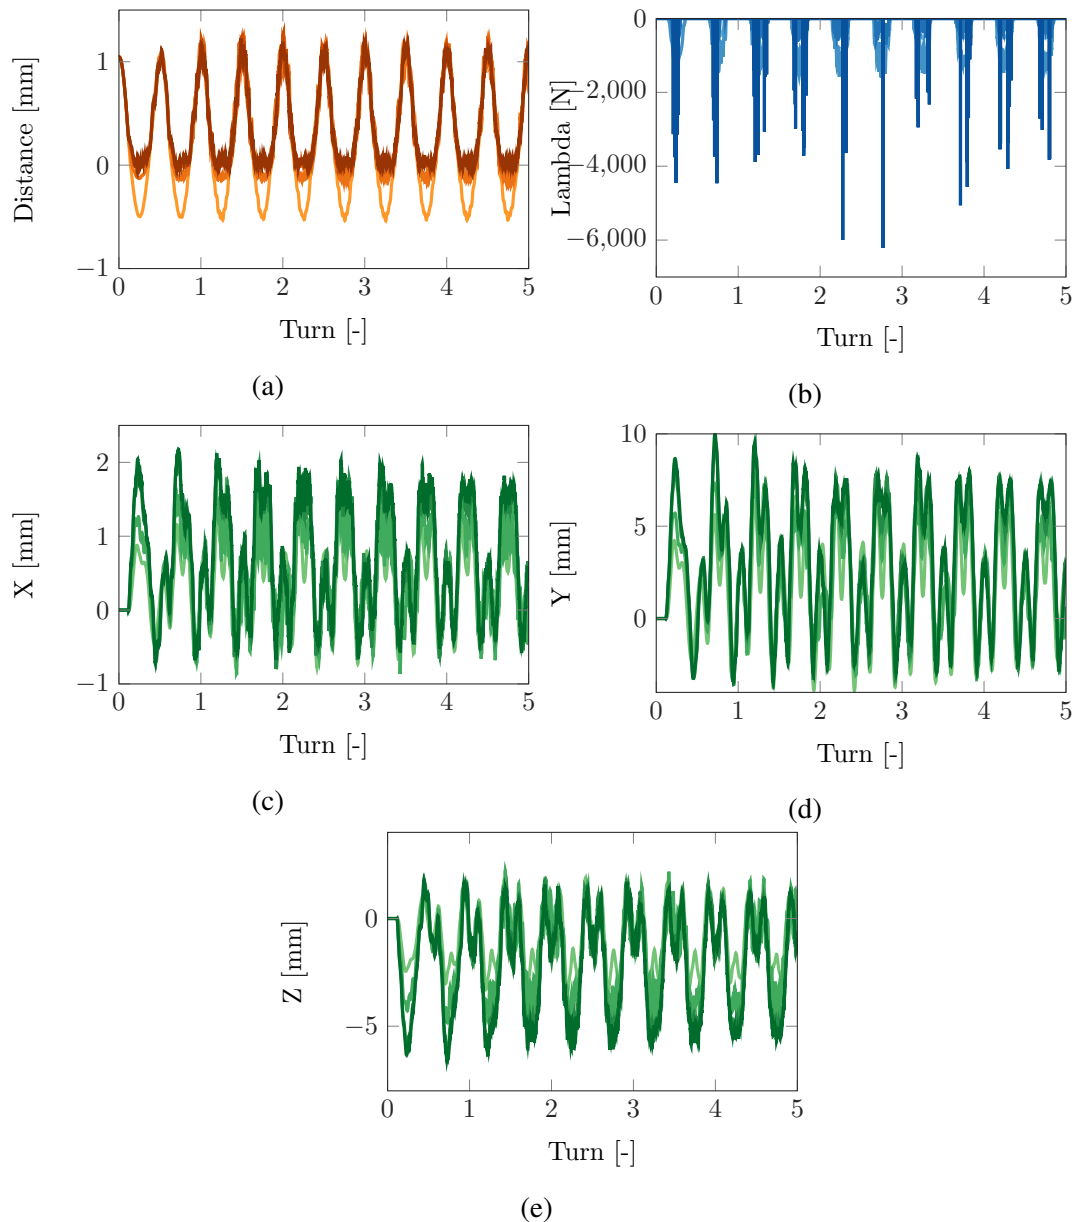 Distance [mm]
1
0
−1
0 1 2 3 4 5
Turn [-]
(a)
Lambda [N]
0
−2,000
−4,000
−6,000
0 1 2 3 4 5
Turn [-]
(b)
X [mm]
2
1
0
−1
0 1 2 3 4 5
Turn [-]
(c)
Y [mm]
10
5
0
0 1 2 3 4 5
Turn [-]
(d)
Z [mm]
0
−5
0 1 2 3 4 5
Turn [-]
(e)